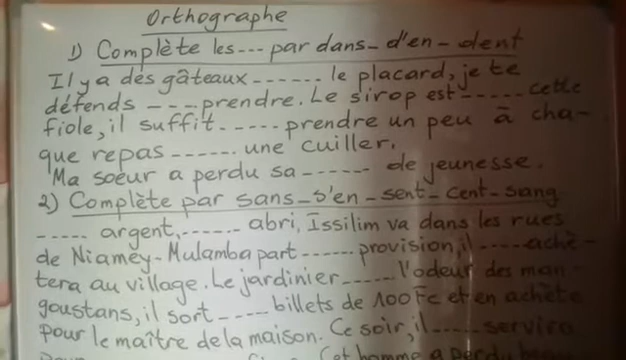 Orthographe
1) Complète les --- par dans - d'en - dent
Il y a des gâteaux ------ le placard, je te
défends ---- prendre. Le sirop est ----- cette
fiole, il suffit ----- prendre un peu à cha-
que repas ------ une cuiller.
Ma soeur a perdu sa ----- de jeunesse.
2) Complète par sans - s'en - sent - cent - sang
----- argent, ------ abri, Issilim va dans les rues
de Niamey - Mulamba part ------ provision, il ---- achè-
tera au village. Le jardinier ----- l'odeur des man-
goustans, il sort ----- billets de 100 Fc et en achète
pour le maître de la maison. Ce soir, il ---- servira
Cet homme a perdu